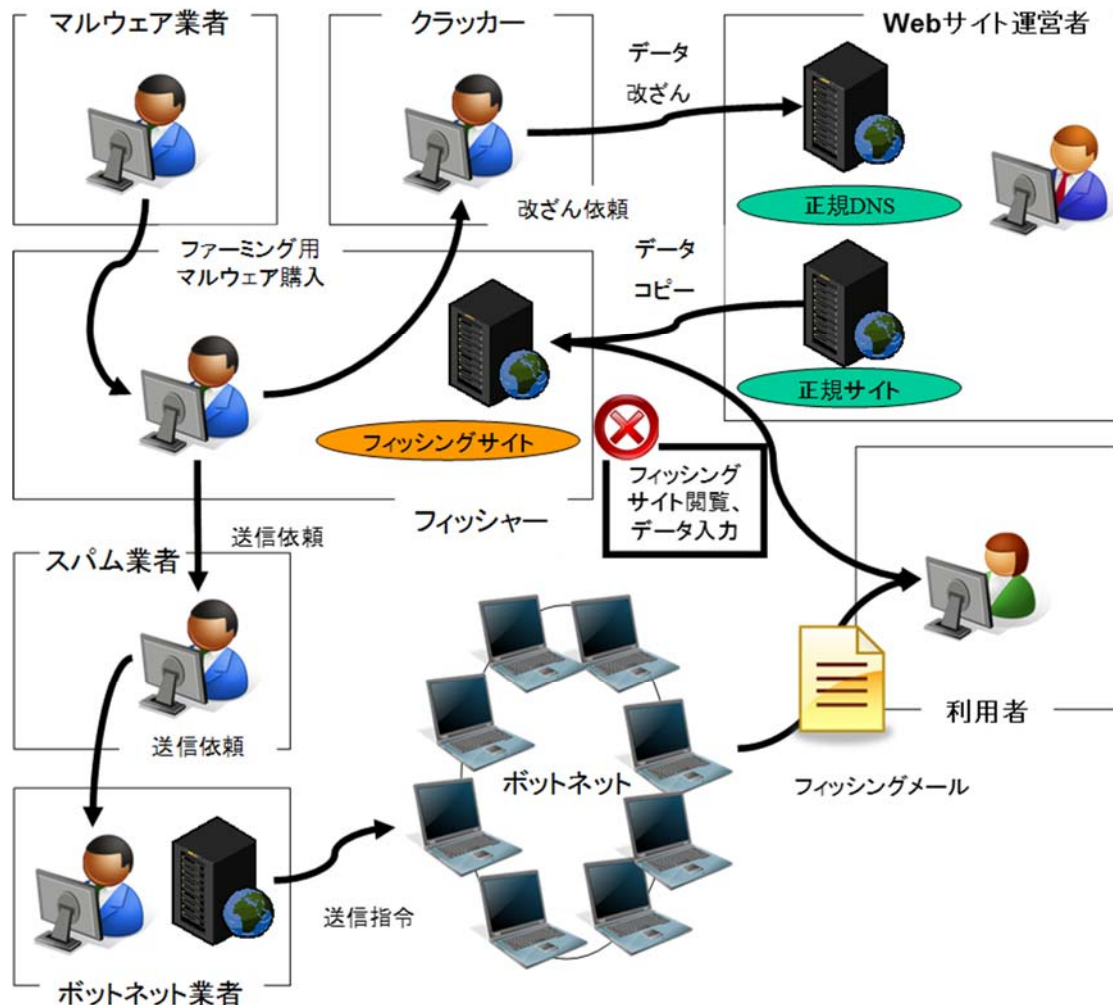 マルウェア業者
クラッカー
Webサイト運営者
データ
改ざん
正規DNS
改ざん依頼
ファーミング用
マルウェア購入
データ
コピー
正規サイト
フィッシングサイト
フィッシング
サイト閲覧、
データ入力
フィッシャー
送信依頼
スパム業者
送信依頼
利用者
ボットネット
フィッシングメール
送信指令
ボットネット業者